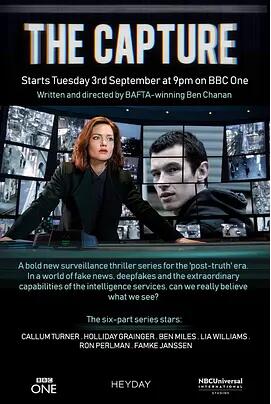 THE CAPTURE
Starts Tuesday 3rd September at 9pm on BBC One
Written and directed by BAFTA-winning Ben Chanan
A bold new surveillance thriller series for the 'post-truth' era.
In a world of fake news, deepfakes and the extraordinary
capabilities of the intelligence services, can we really believe
what we see?
The six-part series stars:
CALLUM TURNER . HOLLIDAY GRAINGER . BEN MILES . LIA WILLIAMS .
RON PERLMAN . FAMKE JANSSEN
BBC
ONE
HEYDAY
NBCUniversal
INTERNATIONAL
STUDIOS